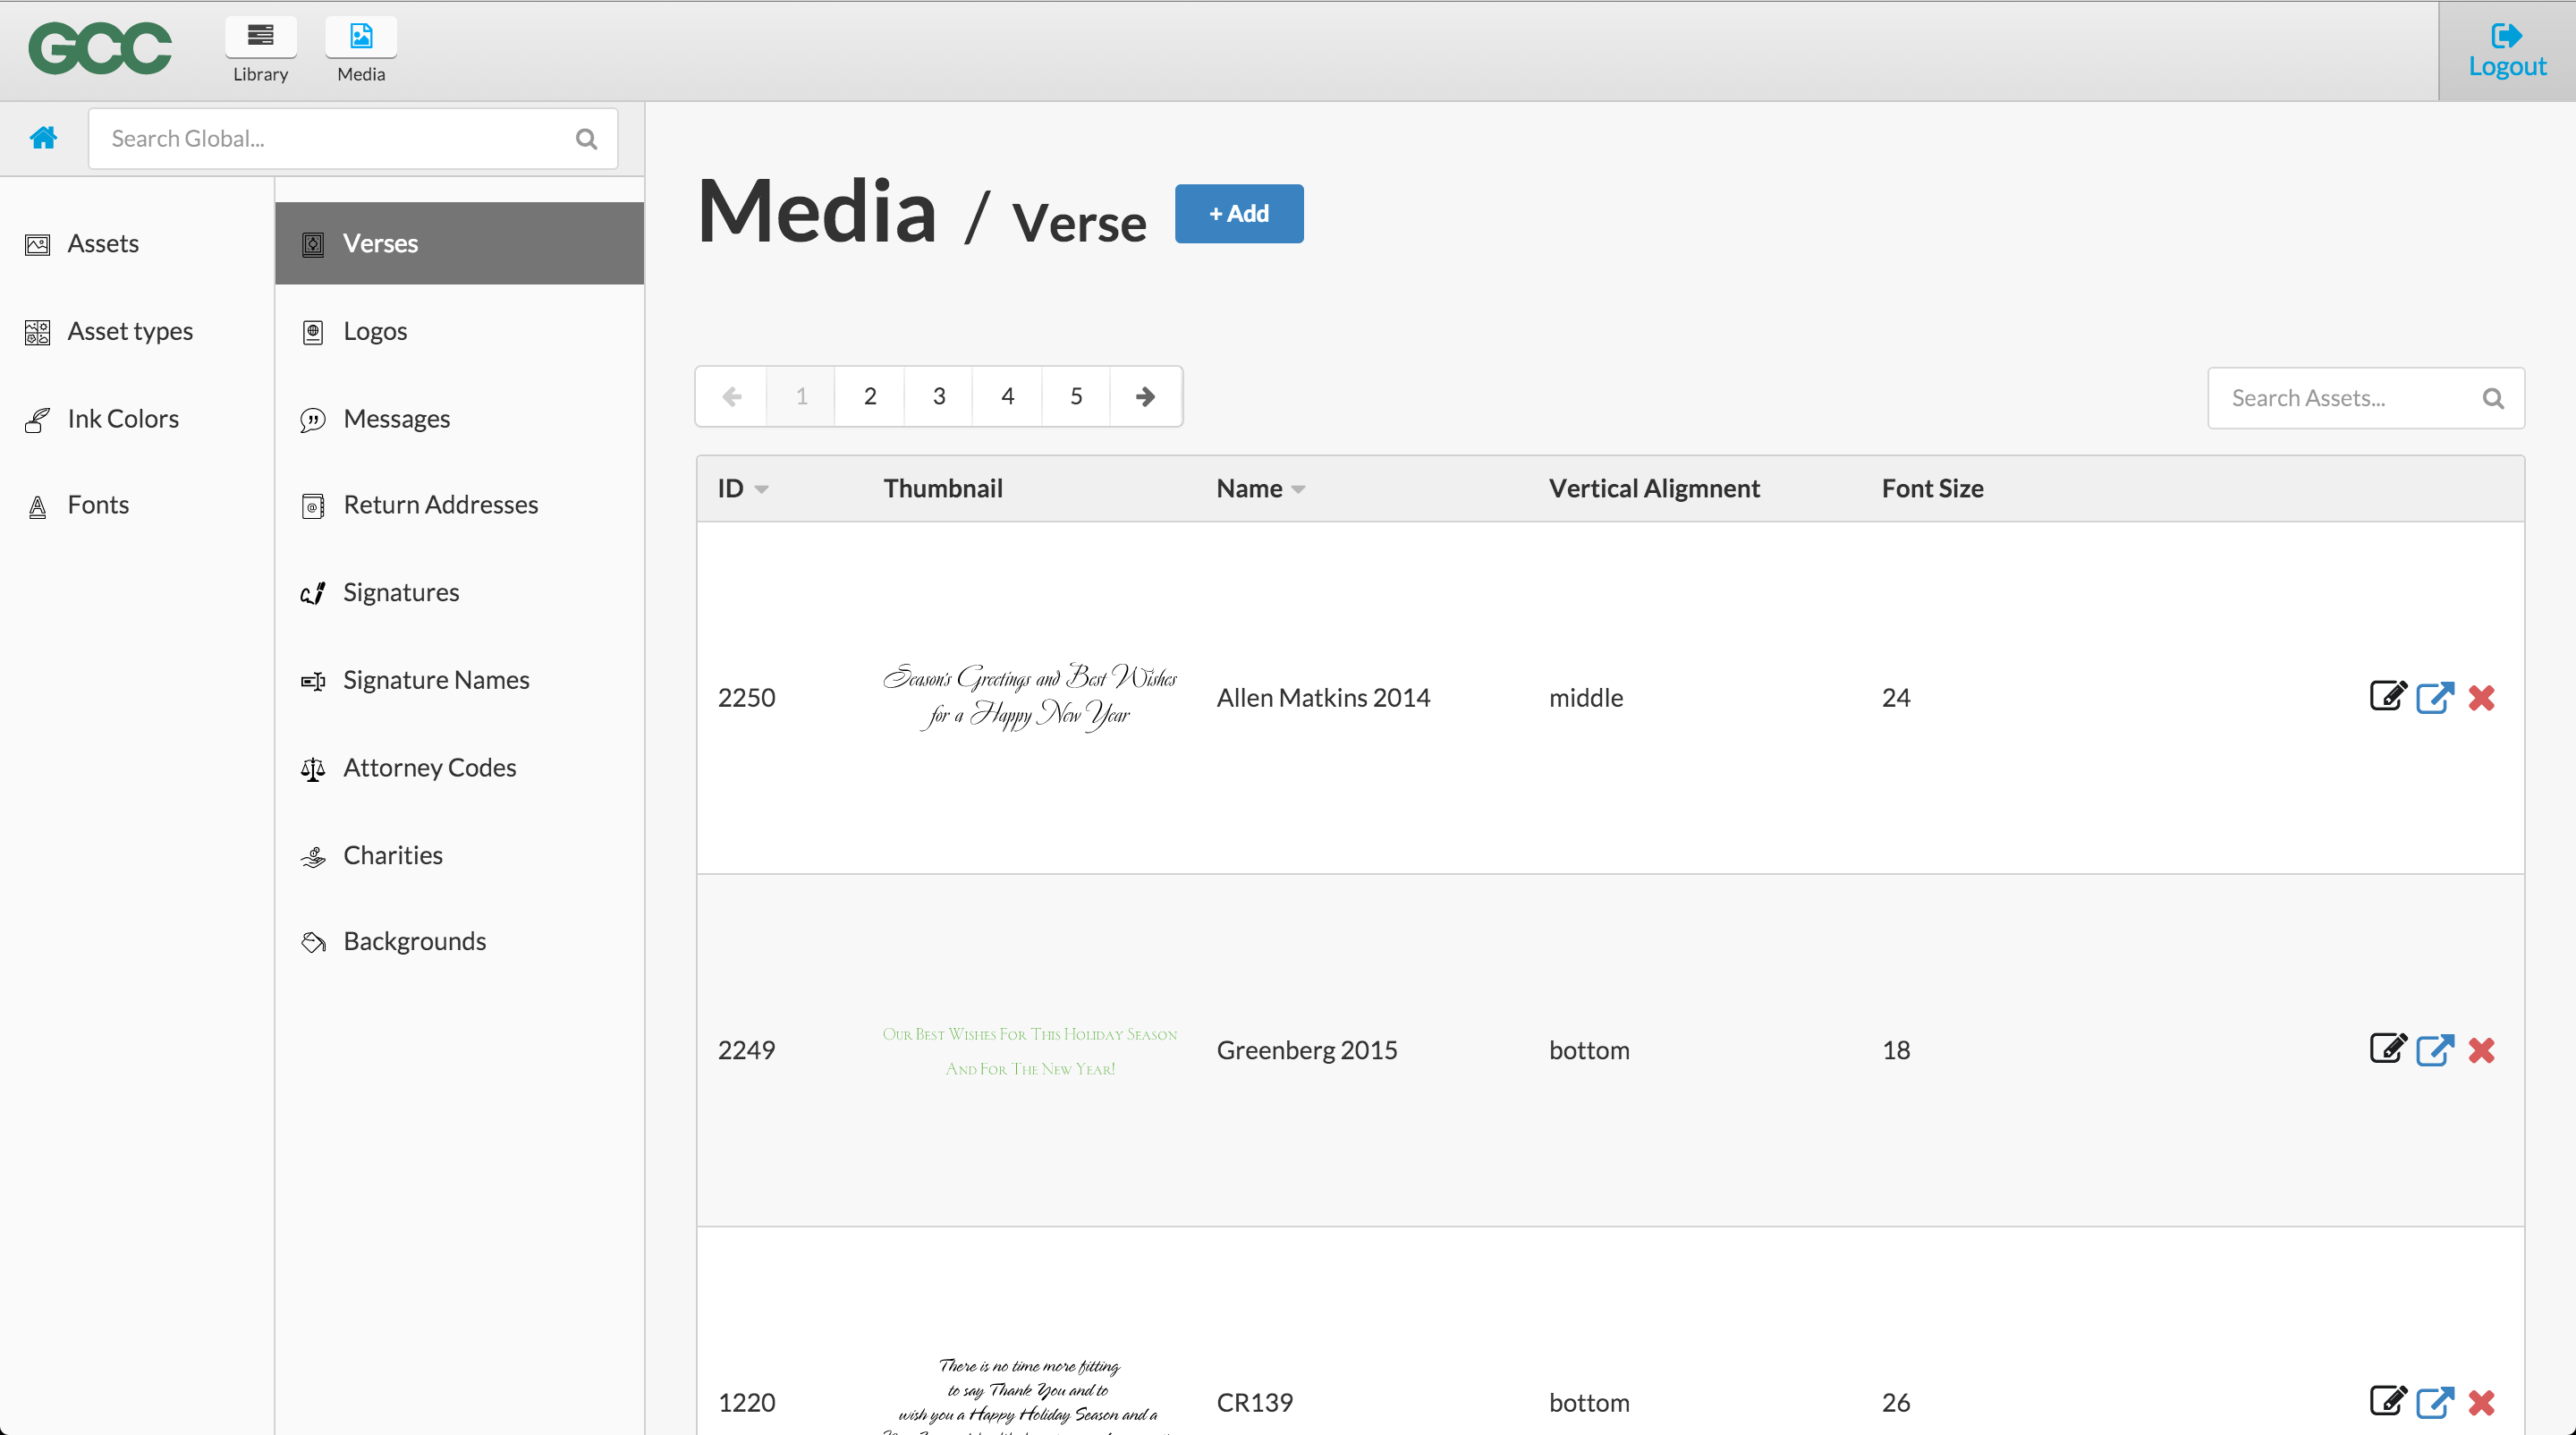 GCC
Library
Media
Logout
Search Global...
Assets
Asset types
Ink Colors
Fonts
Verses
Logos
Messages
Return Addresses
Signatures
Signature Names
Attorney Codes
Charities
Backgrounds
Media / Verse
+ Add
1 2 3 4 5
Search Assets...
ID Thumbnail Name Vertical Aligmnent Font Size
2250
Season's Greetings and Best Wishes
for a Happy New Year
Allen Matkins 2014 middle 24
2249
Our Best Wishes For This Holiday Season
And For The New Year!
Greenberg 2015 bottom 18
1220
There is no time more fitting
to say Thank You and to
wish you a Happy Holiday Season and a
CR139 bottom 26